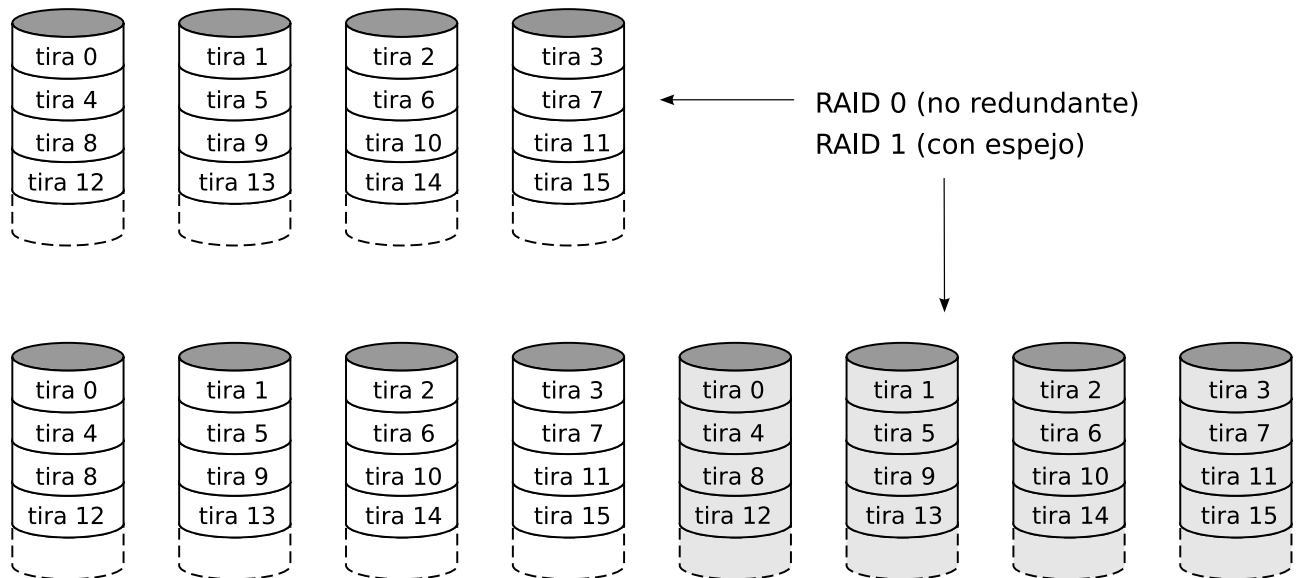 tira 0 tira 1 tira 2 tira 3
tira 4 tira 5 tira 6 tira 7
tira 8 tira 9 tira 10 tira 11
tira 12 tira 13 tira 14 tira 15
RAID 0 (no redundante)
RAID 1 (con espejo)
tira 0 tira 1 tira 2 tira 3 tira 0 tira 1 tira 2 tira 3
tira 4 tira 5 tira 6 tira 7 tira 4 tira 5 tira 6 tira 7
tira 8 tira 9 tira 10 tira 11 tira 8 tira 9 tira 10 tira 11
tira 12 tira 13 tira 14 tira 15 tira 12 tira 13 tira 14 tira 15